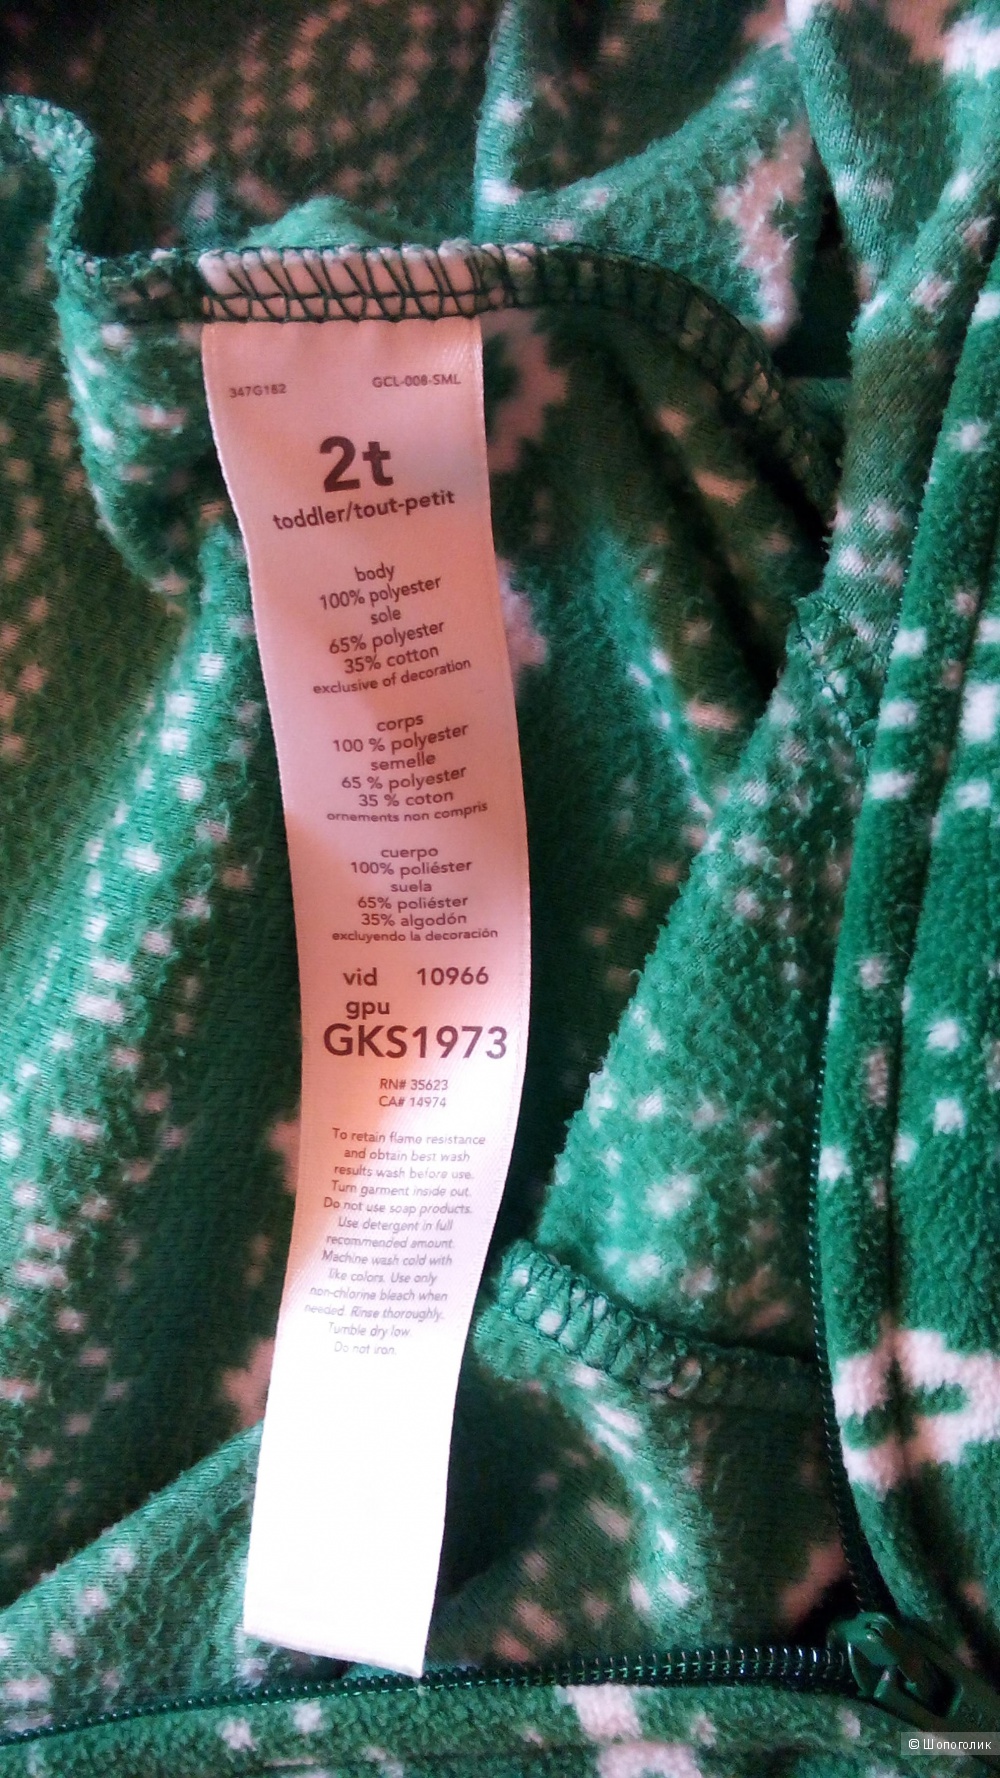 347G182 GCL-008-SML
2t
toddler/tout-petit
body
100% polyester
sole
65% polyester
35% cotton
exclusive of decoration
corps
100 % polyester
semelle
65 % polyester
35 % coton
ornements non compris
cuerpo
100% poliéster
suela
65% poliéster
35% algodón
excluyendo la decoración
vid 10966
gpu
GKS1973
RN# 35623
CA# 14974
To retain flame resistance
and obtain best wash
results wash before use.
Turn garment inside out.
Do not use soap products.
Use detergent in full
recommended amount.
Machine wash cold with
like colors. Use only
non-chlorine bleach when
needed. Rinse thoroughly.
Tumble dry low.
Do not iron.
© Шопоголик